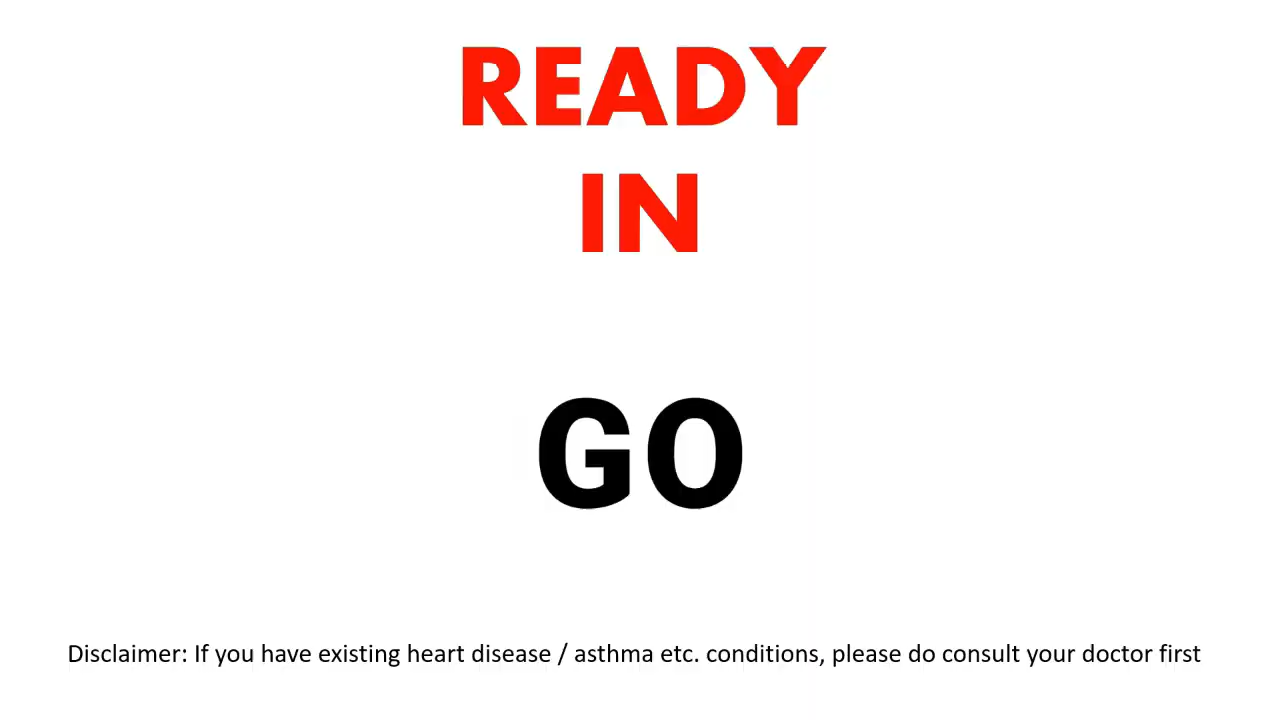 READY
IN
GO
Disclaimer: If you have existing heart disease / asthma etc. conditions, please do consult your doctor first